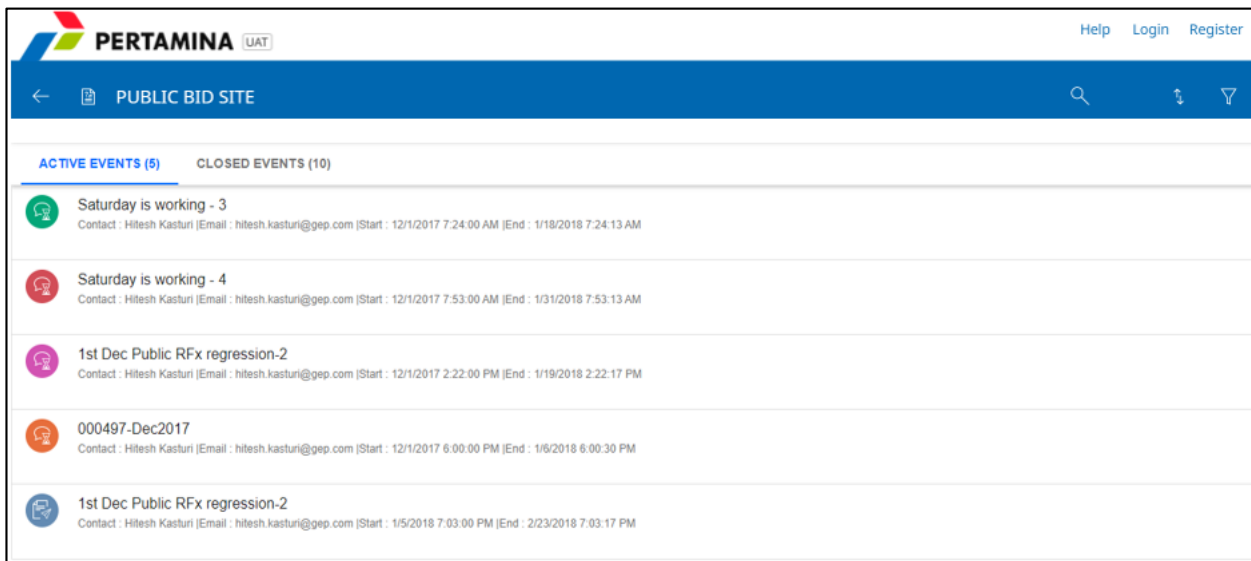 PERTAMINA UAT
Help Login Register
PUBLIC BID SITE
ACTIVE EVENTS (5) CLOSED EVENTS (10)
Saturday is working - 3
Contact : Hitesh Kasturi |Email : hitesh.kasturi@gep.com |Start : 12/1/2017 7:24:00 AM |End : 1/18/2018 7:24:13 AM
Saturday is working - 4
Contact : Hitesh Kasturi |Email : hitesh.kasturi@gep.com |Start : 12/1/2017 7:53:00 AM |End : 1/31/2018 7:53:13 AM
1st Dec Public RFx regression-2
Contact : Hitesh Kasturi |Email : hitesh.kasturi@gep.com |Start : 12/1/2017 2:22:00 PM |End : 1/19/2018 2:22:17 PM
000497-Dec2017
Contact : Hitesh Kasturi |Email : hitesh.kasturi@gep.com |Start : 12/1/2017 6:00:00 PM |End : 1/6/2018 6:00:30 PM
1st Dec Public RFx regression-2
Contact : Hitesh Kasturi |Email : hitesh.kasturi@gep.com |Start : 1/5/2018 7:03:00 PM |End : 2/23/2018 7:03:17 PM